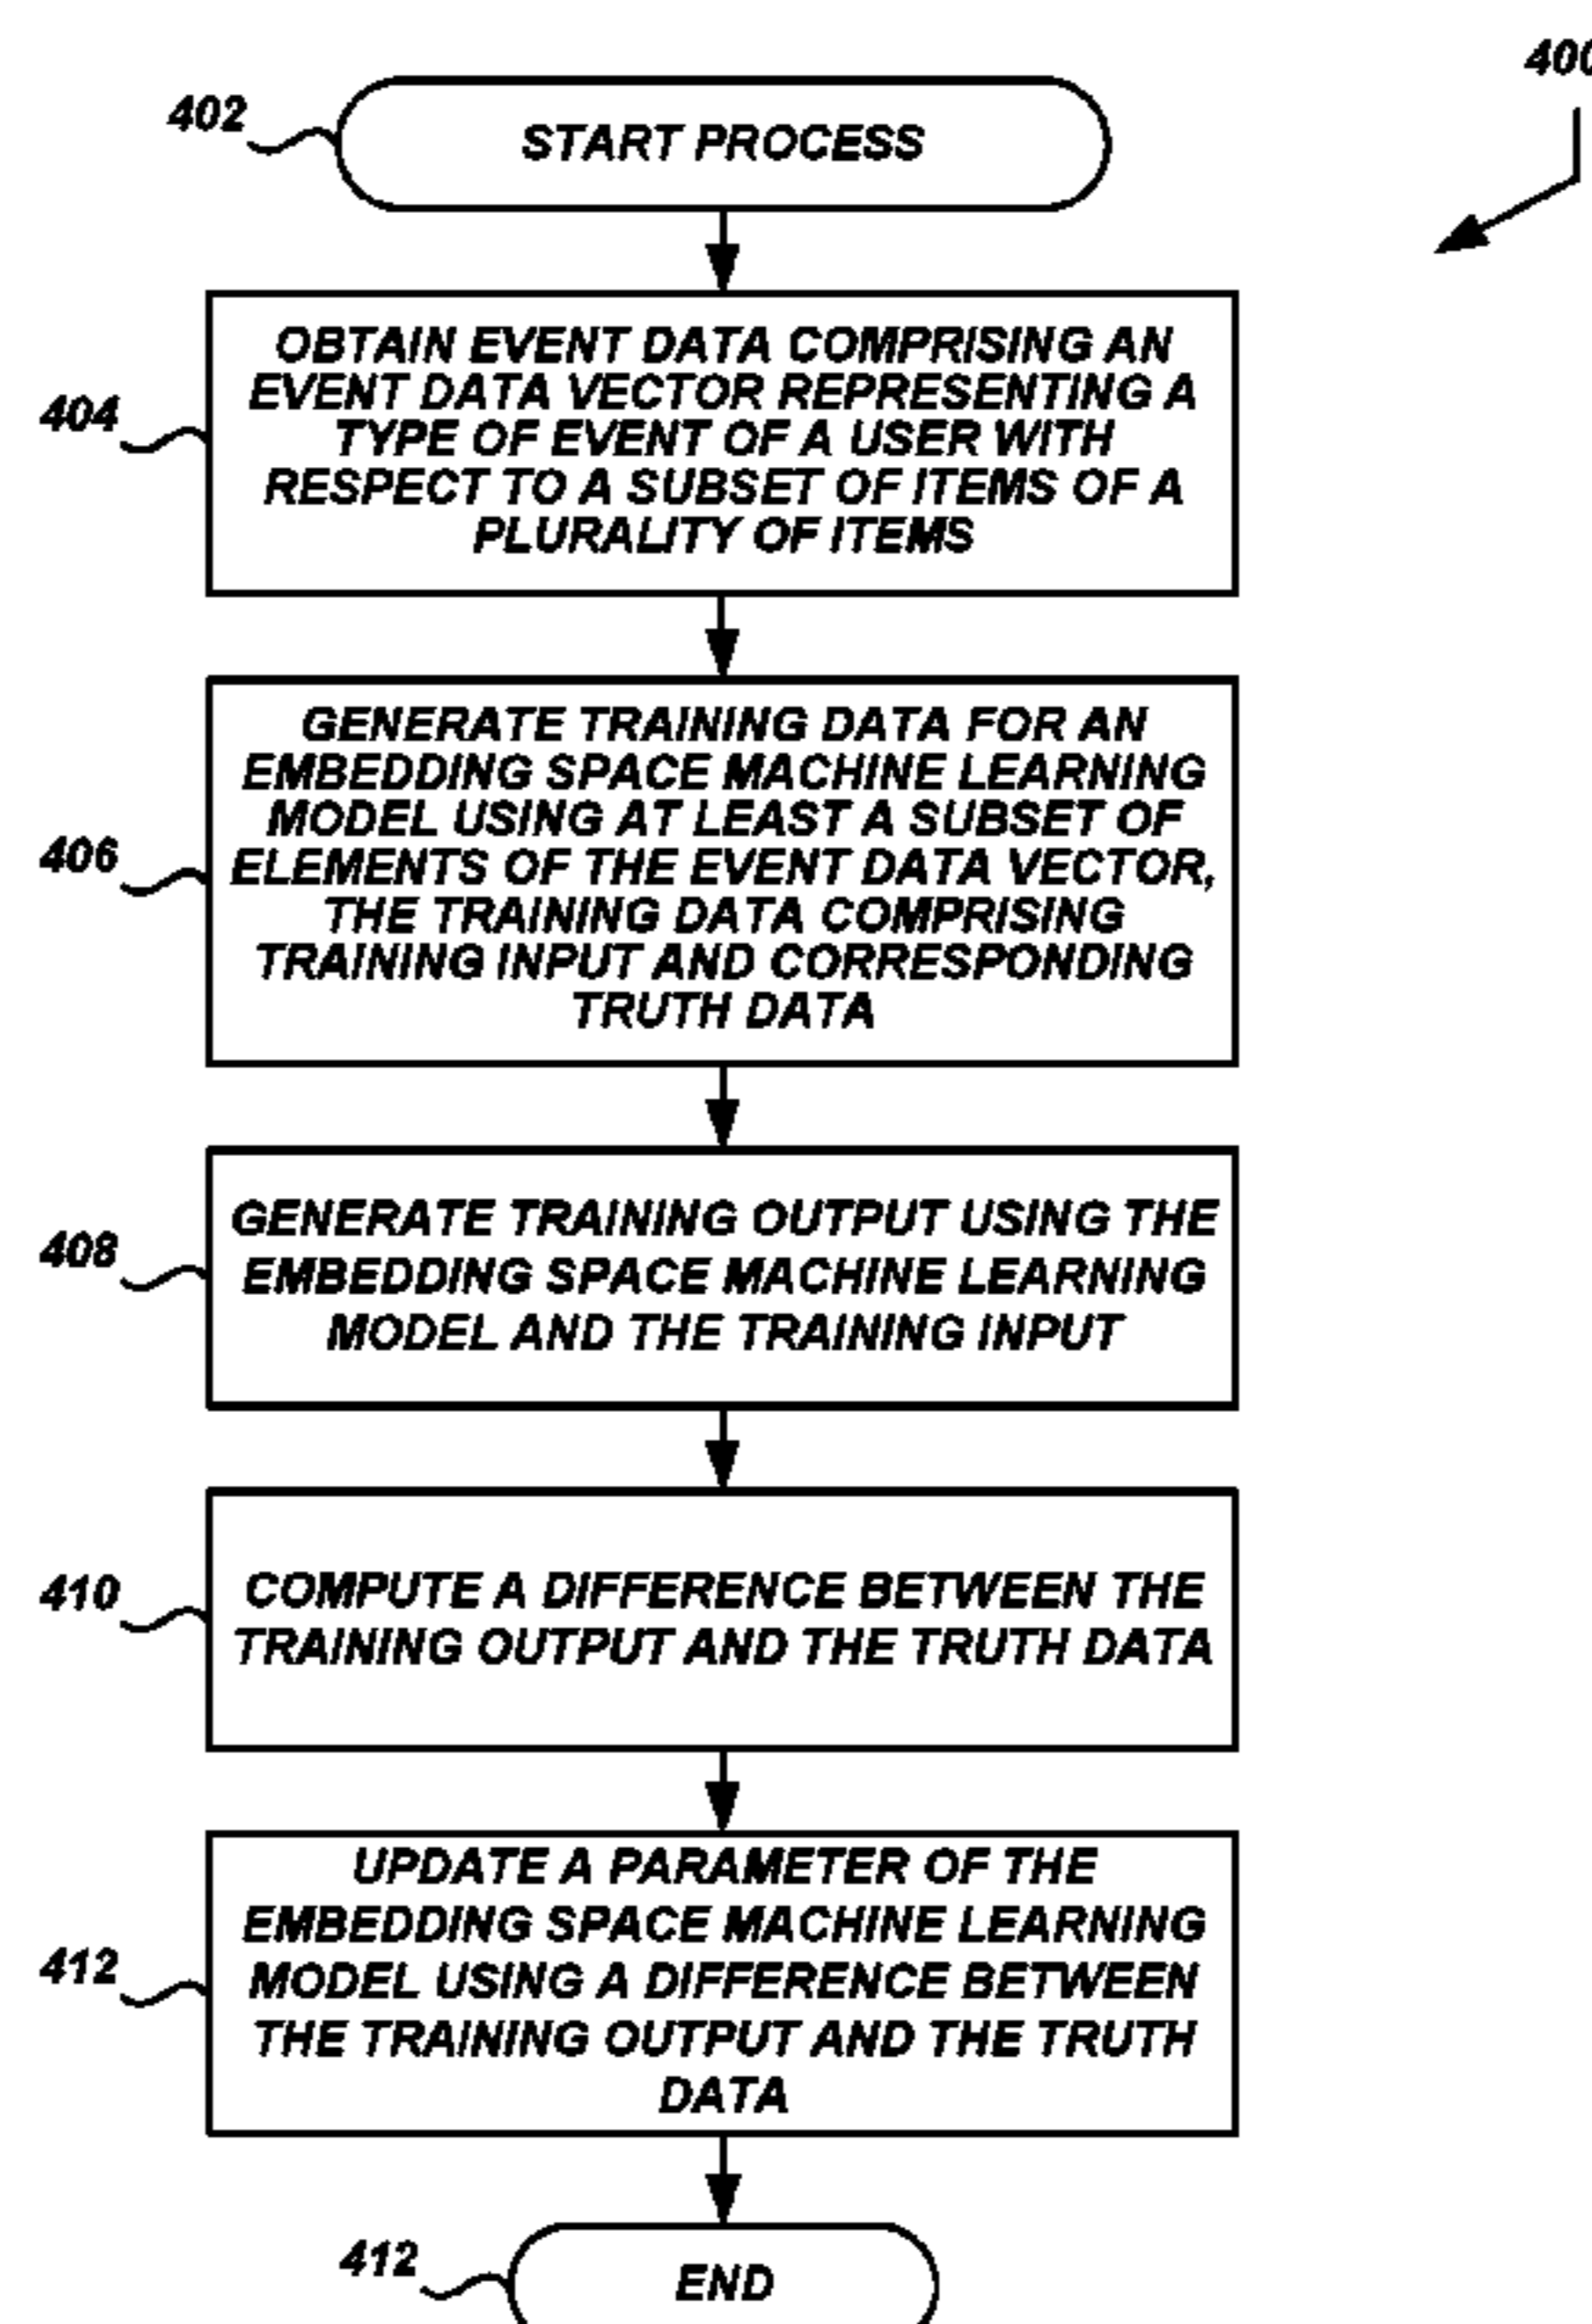 400
402
START PROCESS
404
OBTAIN EVENT DATA COMPRISING AN
EVENT DATA VECTOR REPRESENTING A
TYPE OF EVENT OF A USER WITH
RESPECT TO A SUBSET OF ITEMS OF A
PLURALITY OF ITEMS
406
GENERATE TRAINING DATA FOR AN
EMBEDDING SPACE MACHINE LEARNING
MODEL USING AT LEAST A SUBSET OF
ELEMENTS OF THE EVENT DATA VECTOR,
THE TRAINING DATA COMPRISING
TRAINING INPUT AND CORRESPONDING
TRUTH DATA
408
GENERATE TRAINING OUTPUT USING THE
EMBEDDING SPACE MACHINE LEARNING
MODEL AND THE TRAINING INPUT
410
COMPUTE A DIFFERENCE BETWEEN THE
TRAINING OUTPUT AND THE TRUTH DATA
412
UPDATE A PARAMETER OF THE
EMBEDDING SPACE MACHINE LEARNING
MODEL USING A DIFFERENCE BETWEEN
THE TRAINING OUTPUT AND THE TRUTH
DATA
412
END